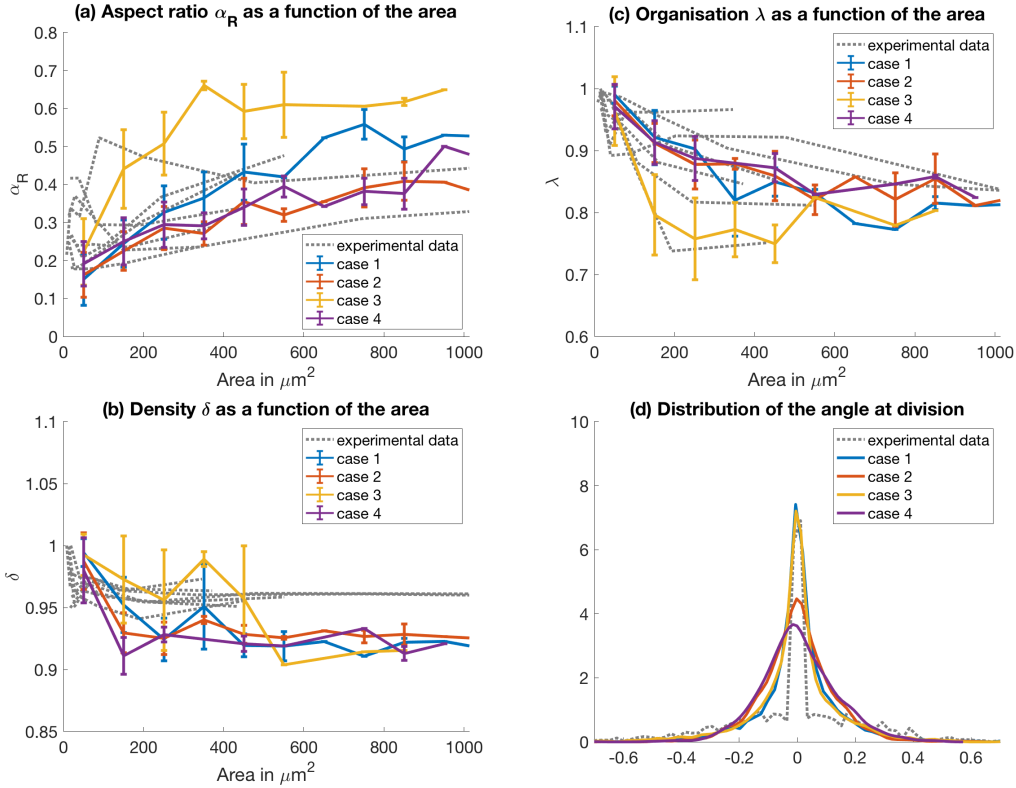 (a) Aspect ratio α_R as a function of the area
0.8
0.7
0.6
0.5
0.4
0.3
0.2
0.1
0
α_R
experimental data
case 1
case 2
case 3
case 4
0 200 400 600 800 1000
Area in μm²
(c) Organisation λ as a function of the area
1.1
1
0.9
0.8
0.7
0.6
λ
experimental data
case 1
case 2
case 3
case 4
0 200 400 600 800 1000
Area in μm²
(b) Density δ as a function of the area
1.1
1.05
1
0.95
0.9
0.85
δ
experimental data
case 1
case 2
case 3
case 4
0 200 400 600 800 1000
Area in μm²
(d) Distribution of the angle at division
10
8
6
4
2
0
experimental data
case 1
case 2
case 3
case 4
-0.6 -0.4 -0.2 0 0.2 0.4 0.6